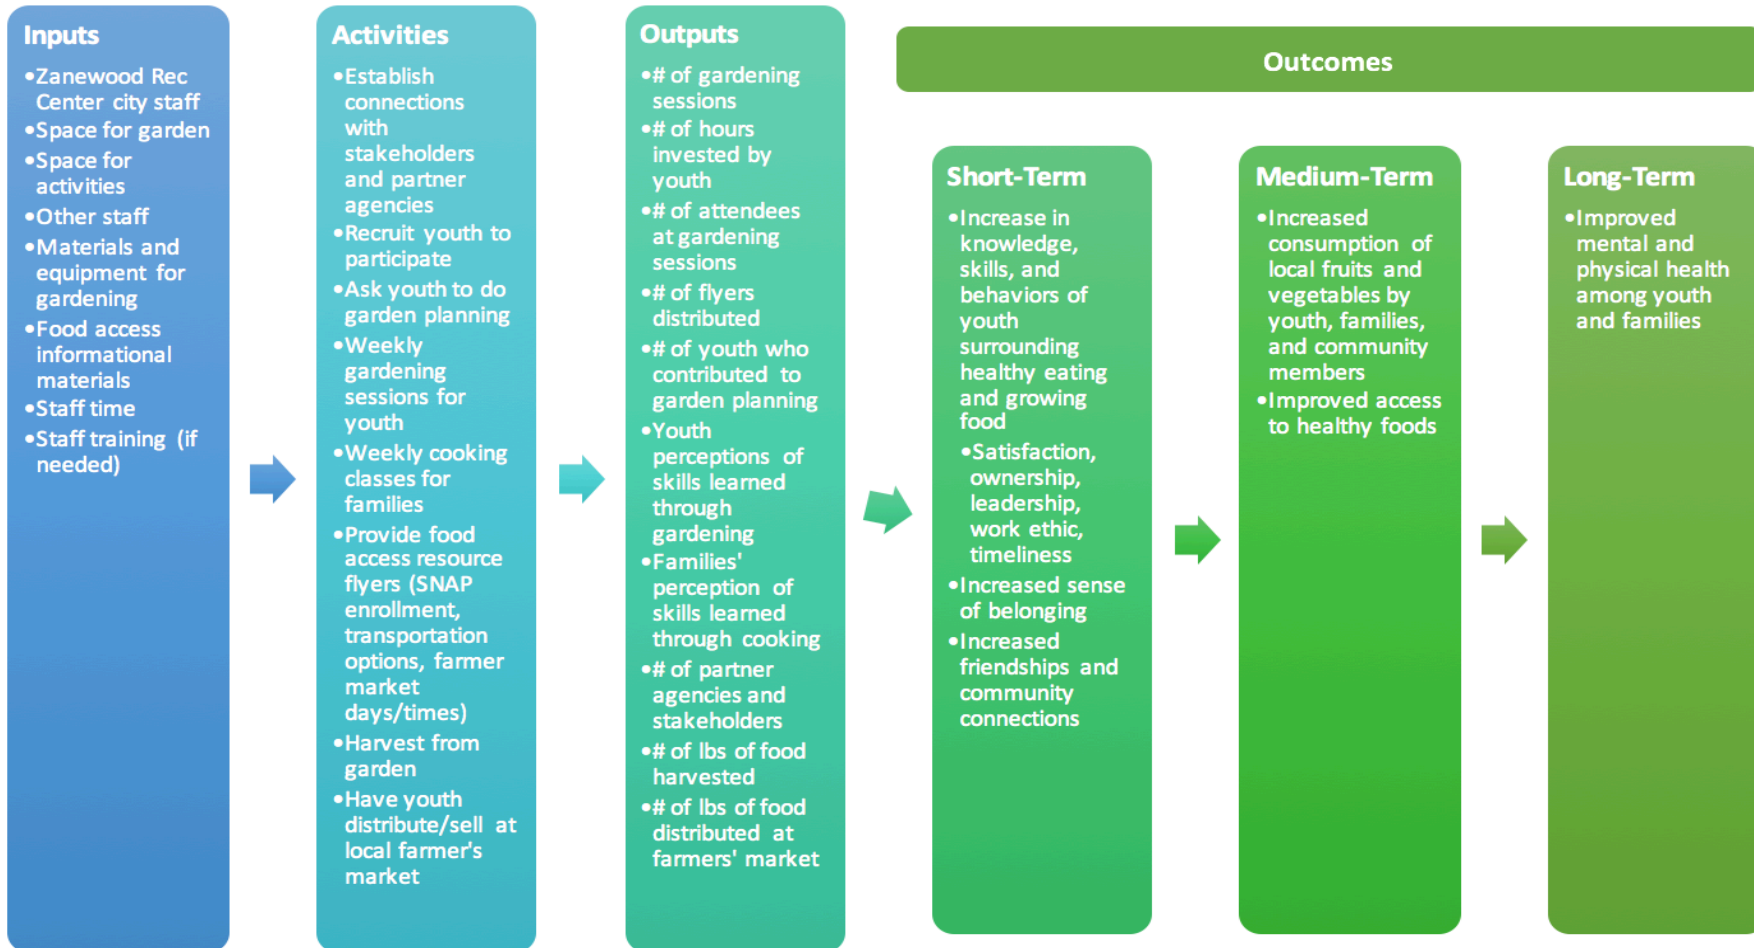 Inputs
•Zanewood Rec
Center city staff
•Space for garden
•Space for
activities
•Other staff
•Materials and
equipment for
gardening
•Food access
informational
materials
•Staff time
•Staff training (if
needed)
Activities
•Establish
connections
with
stakeholders
and partner
agencies
•Recruit youth to
participate
•Ask youth to do
garden planning
•Weekly
gardening
sessions for
youth
•Weekly cooking
classes for
families
•Provide food
access resource
flyers (SNAP
enrollment,
transportation
options, farmer
market
days/times)
•Harvest from
garden
•Have youth
distribute/sell at
local farmer's
market
Outputs
•# of gardening
sessions
•# of hours
invested by
youth
•# of attendees
at gardening
sessions
•# of flyers
distributed
•# of youth who
contributed to
garden planning
•Youth
perceptions of
skills learned
through
gardening
•Families'
perception of
skills learned
through cooking
•# of partner
agencies and
stakeholders
•# of lbs of food
harvested
•# of lbs of food
distributed at
farmers' market
Outcomes
Short-Term
•Increase in
knowledge,
skills, and
behaviors of
youth
surrounding
healthy eating
and growing
food
•Satisfaction,
ownership,
leadership,
work ethic,
timeliness
•Increased sense
of belonging
•Increased
friendships and
community
connections
Medium-Term
•Increased
consumption of
local fruits and
vegetables by
youth, families,
and community
members
•Improved access
to healthy foods
Long-Term
•Improved
mental and
physical health
among youth
and families